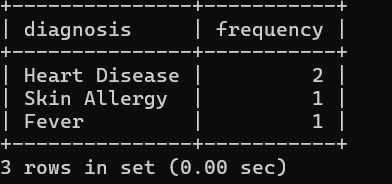 +---------------+-----------+
| diagnosis     | frequency |
+---------------+-----------+
| Heart Disease |         2 |
| Skin Allergy  |         1 |
| Fever         |         1 |
+---------------+-----------+
3 rows in set (0.00 sec)